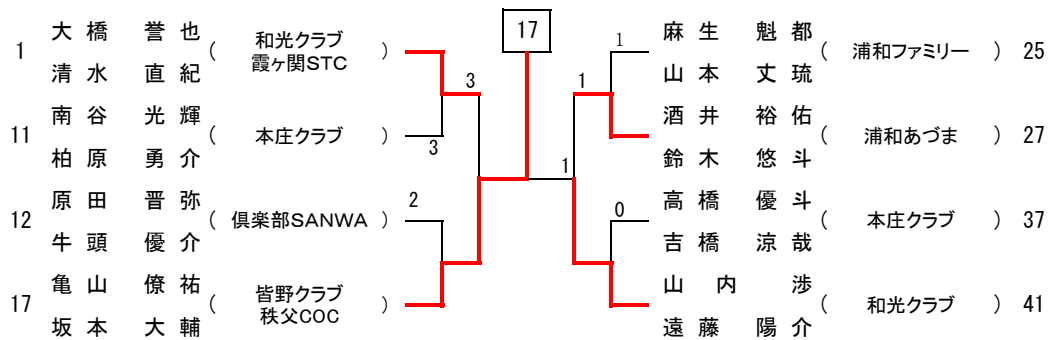 1 大橋 誉也 清水 直紀 ( 和光クラブ 霞ヶ関STC )
11 南谷 光輝 柏原 勇介 ( 本庄クラブ )
12 原田 晋弥 牛頭 優介 ( 倶楽部SANWA )
17 亀山 僚祐 坂本 大輔 ( 皆野クラブ 秩父COC )
3
3
2
17
1
1
1
0
麻生 魁都 山本 丈琉 ( 浦和ファミリー ) 25
酒井 裕佑 鈴木 悠斗 ( 浦和あづま ) 27
高橋 優斗 吉橋 涼哉 ( 本庄クラブ ) 37
山内 渉 遠藤 陽介 ( 和光クラブ ) 41